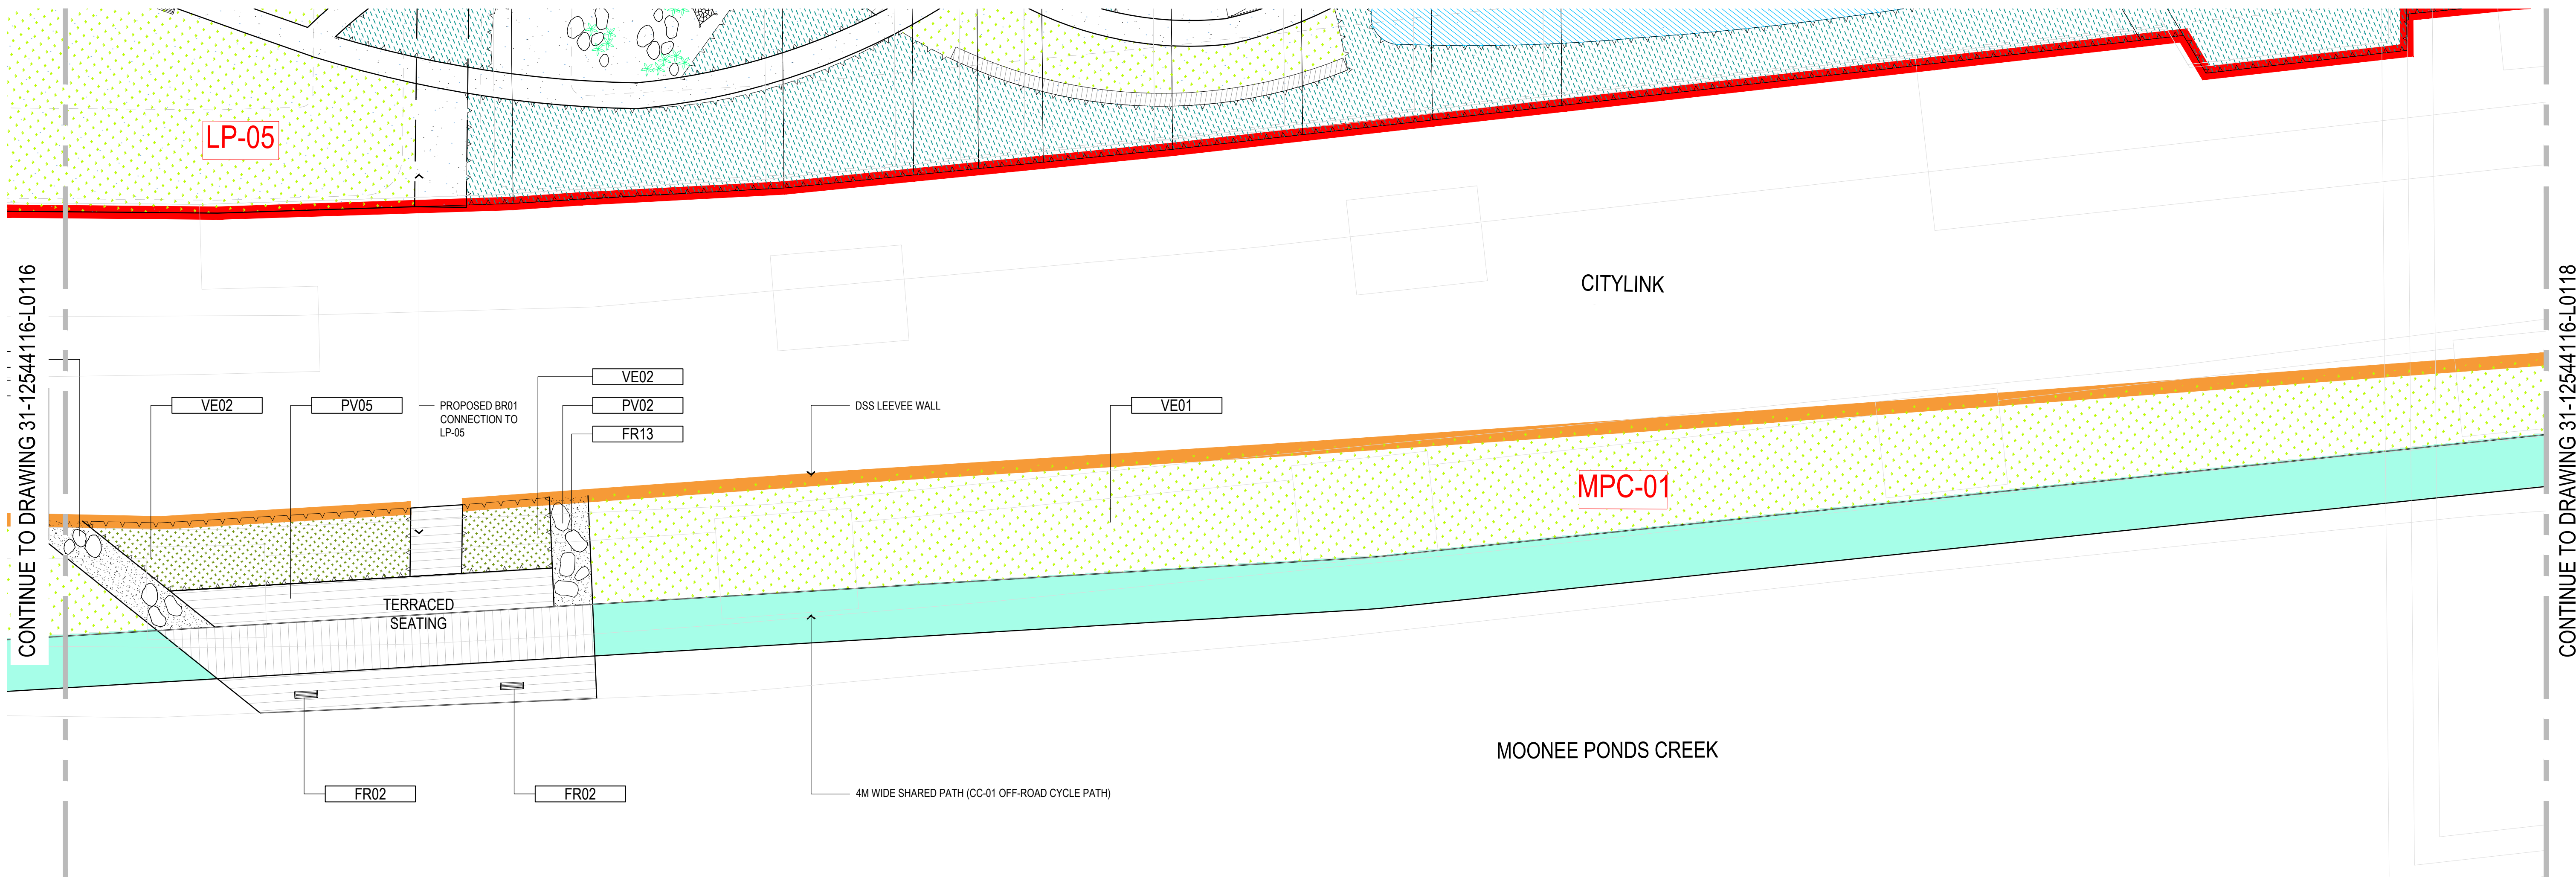 LP-05
CONTINUE TO DRAWING 31-12544116-L0116
CITYLINK
CONTINUE TO DRAWING 31-12544116-L0118
VE02
VE02
PV05
PV02
FR13
PROPOSED BR01
CONNECTION TO
LP-05
DSS LEEVEE WALL
VE01
MPC-01
TERRACED
SEATING
MOONEE PONDS CREEK
FR02
FR02
4M WIDE SHARED PATH (CC-01 OFF-ROAD CYCLE PATH)